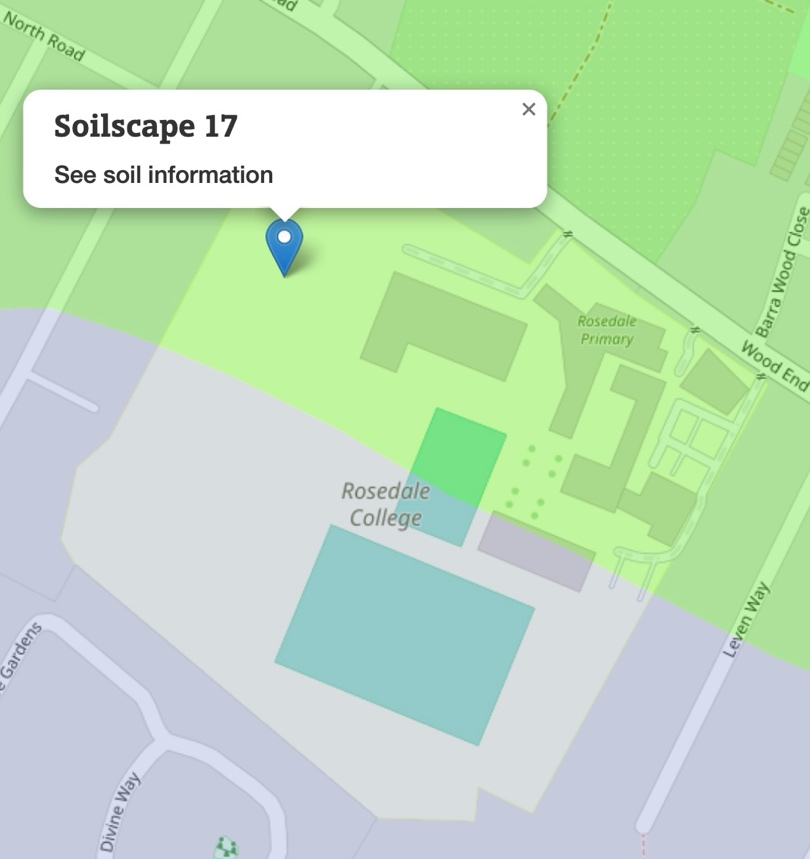 North Road
ad
Soilscape 17
×
See soil information
Barra Wood Close
Rosedale
Primary
Wood End
Rosedale
College
Leven Way
e Gardens
Divine Way